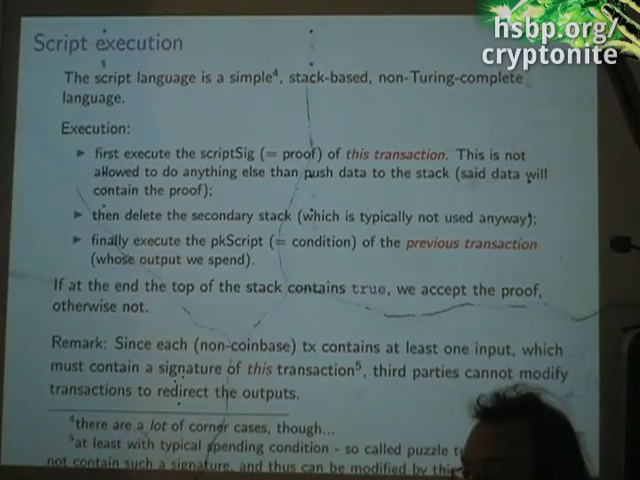 hsbp.org/
cryptonite
Script execution
The script language is a simple⁴, stack-based, non-Turing-complete
language.
Execution:
► first execute the scriptSig (= proof) of this transaction. This is not
allowed to do anything else than push data to the stack (said data will
contain the proof);
► then delete the secondary stack (which is typically not used anyway);
► finally execute the pkScript (= condition) of the previous transaction
(whose output we spend).
If at the end the top of the stack contains true, we accept the proof,
otherwise not.
Remark: Since each (non-coinbase) tx contains at least one input, which
must contain a signature of this transaction⁵, third parties cannot modify
transactions to redirect the outputs.
⁴there are a lot of corner cases, though...
⁵at least with typical spending condition - so called puzzle
not contain such a signature, and thus can be modified by